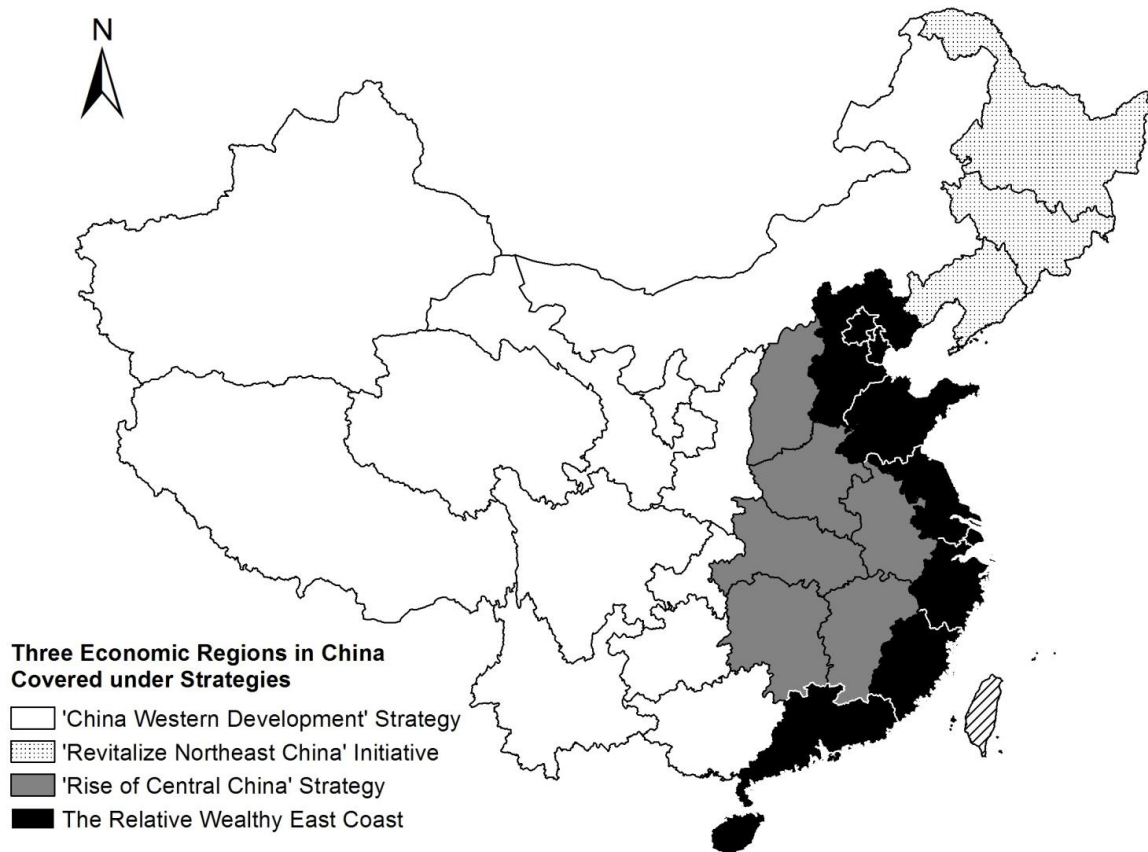 N
Three Economic Regions in China
Covered under Strategies
'China Western Development' Strategy
'Revitalize Northeast China' Initiative
'Rise of Central China' Strategy
The Relative Wealthy East Coast